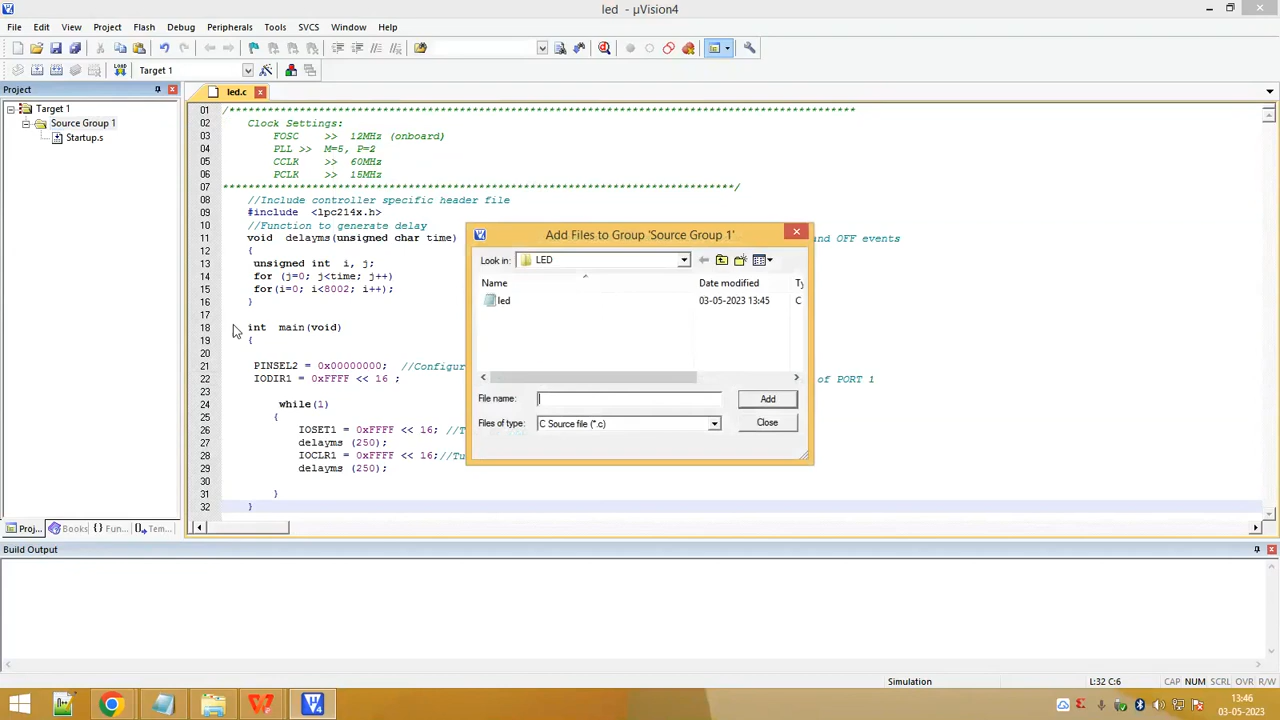 led - µVision4
File Edit View Project Flash Debug Peripherals Tools SVCS Window Help
LOAD Target 1
Project
Target 1
Source Group 1
Startup.s
Proj... Books {} Fun... Tem...
led.c
01 /**************************************************************************************************
02 Clock Settings:
03 FOSC >> 12MHz (onboard)
04 PLL >> M=5, P=2
05 CCLK >> 60MHz
06 PCLK >> 15MHz
07 ********************************************************************************/
08 //Include controller specific header file
09 #include <lpc214x.h>
10 //Function to generate delay
11 void delayms(unsigned char time) and OFF events
12 {
13 unsigned int i, j;
14 for (j=0; j<time; j++)
15 for(i=0; i<8002; i++);
16 }
17
18 int main(void)
19 {
20
21 PINSEL2 = 0x00000000; //Configur
22 IODIR1 = 0xFFFF << 16 ; of PORT 1
23
24 while(1)
25 {
26 IOSET1 = 0xFFFF << 16; //T
27 delayms (250);
28 IOCLR1 = 0xFFFF << 16;//Tu
29 delayms (250);
30
31 }
32 }
Add Files to Group 'Source Group 1'
Look in: LED
Name Date modified Ty
led 03-05-2023 13:45 C
File name: Add
Files of type: C Source file (*.c) Close
Build Output
Simulation L:32 C:6 CAP NUM SCRL OVR R/W
13:46
03-05-2023